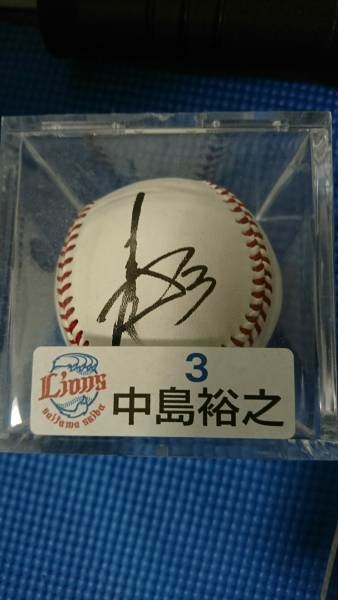 3
Lions
saitama seibu
中島裕之